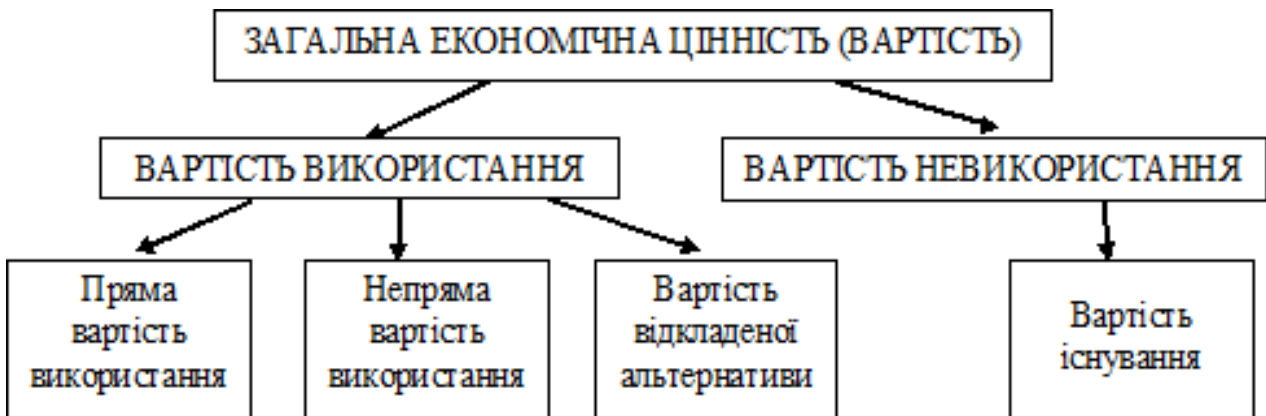 ЗАГАЛЬНА ЕКОНОМІЧНА ЦІННІСТЬ (ВАРТІСТЬ)
ВАРТІСТЬ ВИКОРИСТАННЯ
ВАРТІСТЬ НЕВИКОРИСТАННЯ
Пряма
вартість
використання
Непряма
вартість
використання
Вартість
відкладеної
альтернативи
Вартість
існування